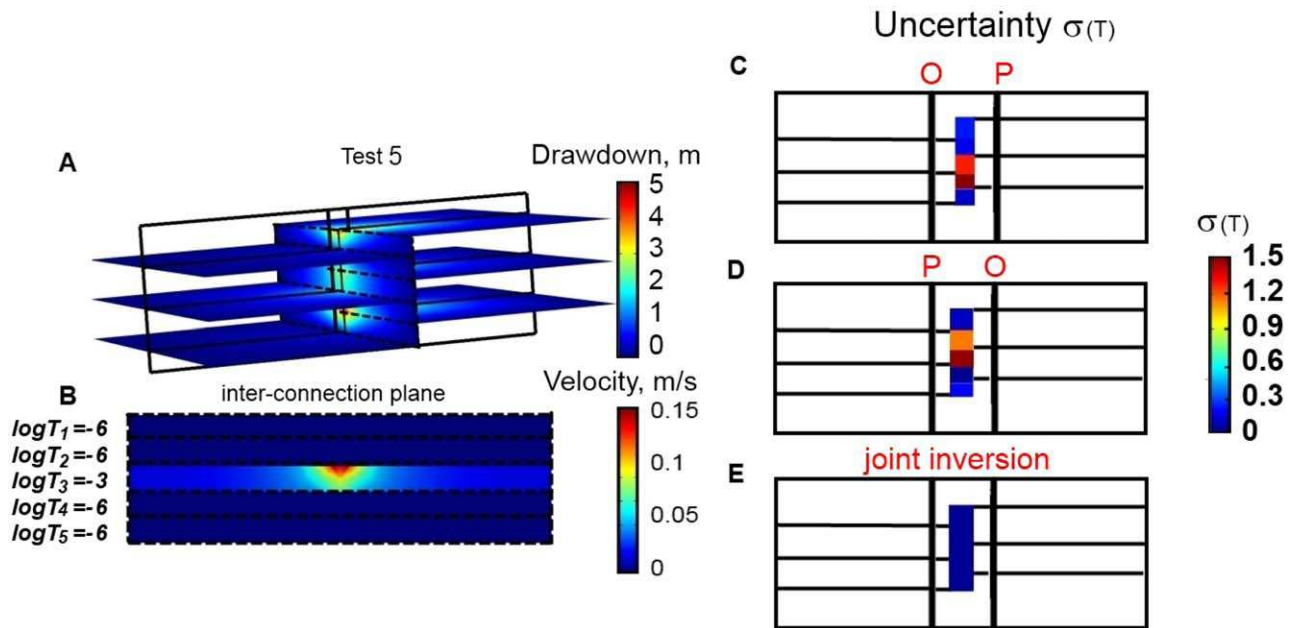 Uncertainty σ(T)
C
O P
A
Test 5
Drawdown, m
5
4
3
2
1
0
σ(T)
1.5
1.2
0.9
0.6
0.3
0
D
P O
B
inter-connection plane
Velocity, m/s
0.15
0.1
0.05
0
logT1=-6
logT2=-6
logT3=-3
logT4=-6
logT5=-6
E
joint inversion